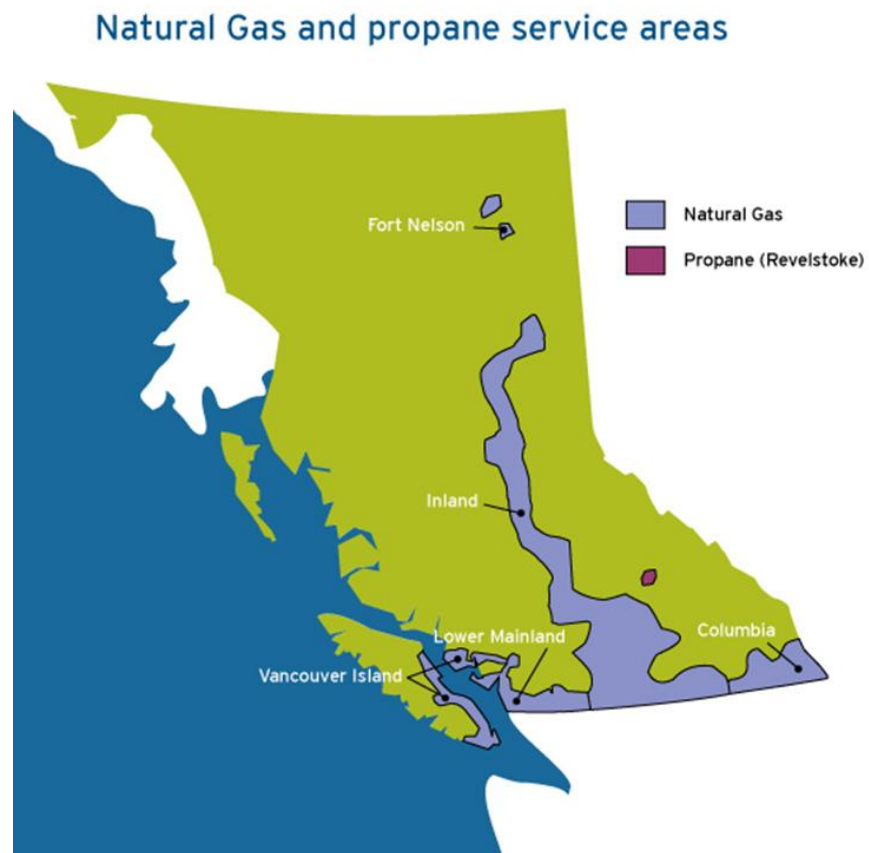 Natural Gas and propane service areas
Fort Nelson
Natural Gas
Propane (Revelstoke)
Inland
Lower Mainland
Columbia
Vancouver Island